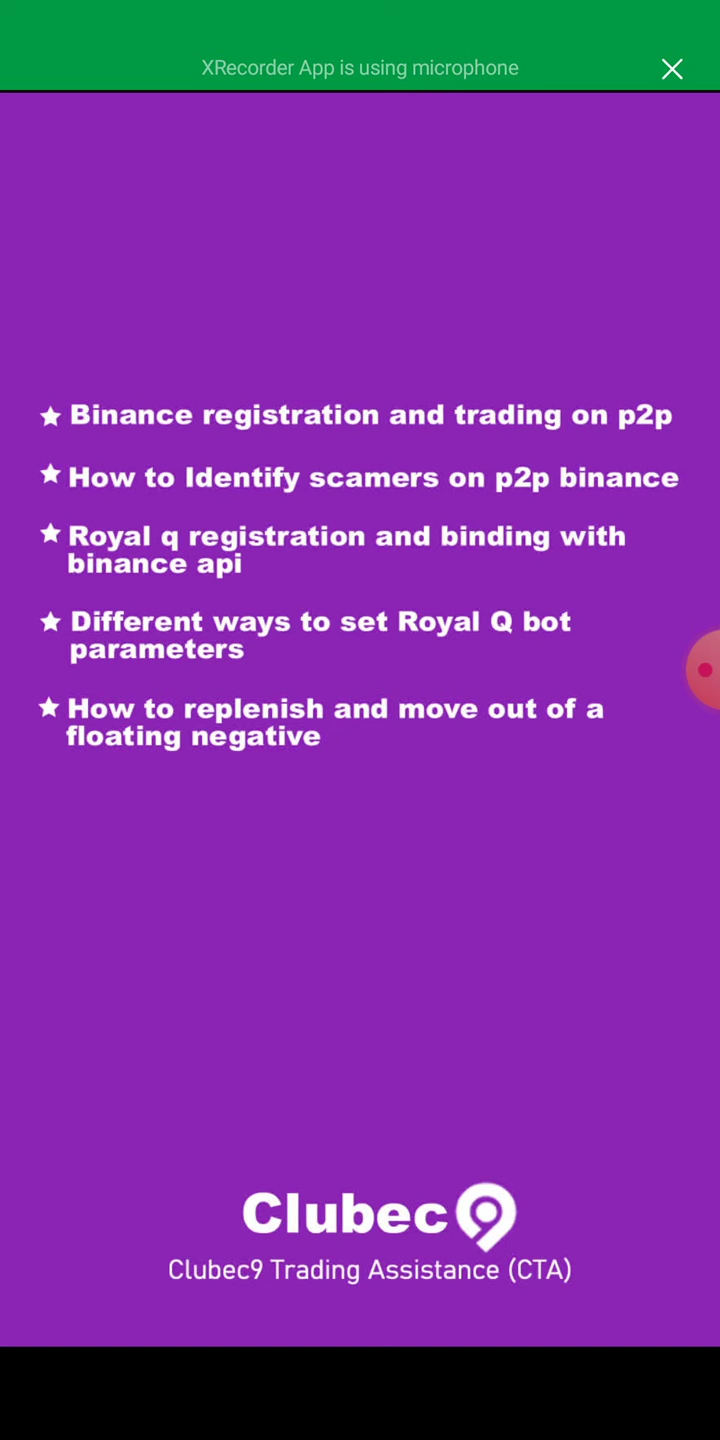 XRecorder App is using microphone
Binance registration and trading on p2p
How to Identify scamers on p2p binance
Royal q registration and binding with
binance api
Different ways to set Royal Q bot
parameters
How to replenish and move out of a
floating negative
Clubec9
Clubec9 Trading Assistance (CTA)